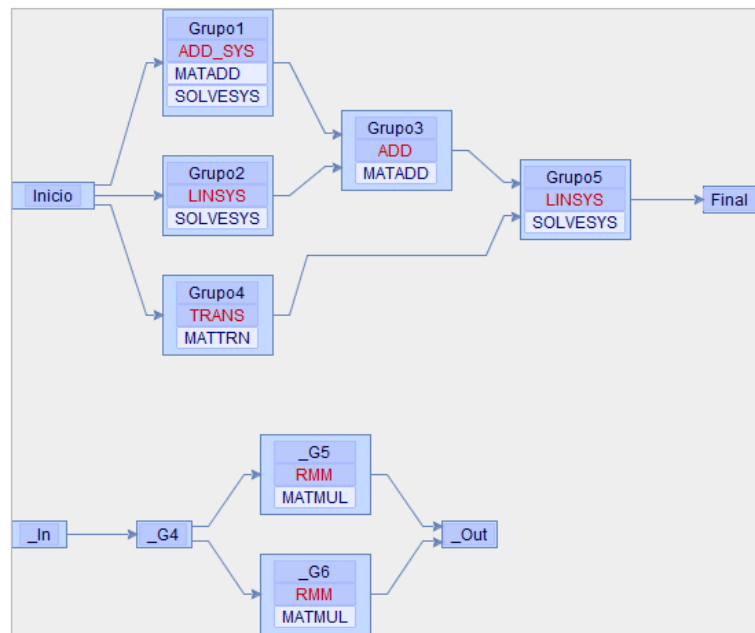 Grupo1
ADD_SYS
MATADD
SOLVESYS
Grupo3
ADD
MATADD
Inicio
Grupo2
LINSYS
SOLVESYS
Grupo5
LINSYS
SOLVESYS
Final
Grupo4
TRANS
MATTRN
_G5
RMM
MATMUL
_In
_G4
_Out
_G6
RMM
MATMUL